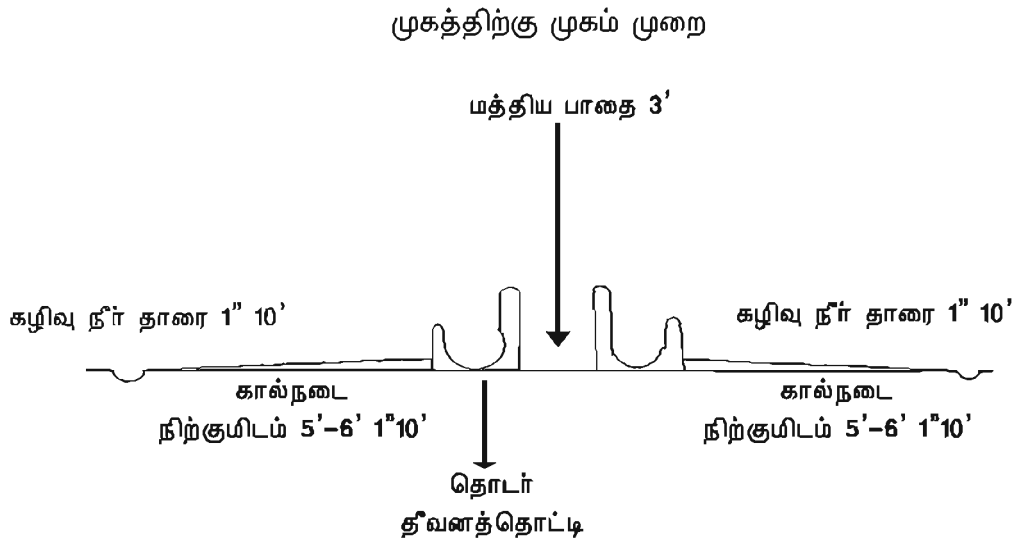 முகத்திற்கு முகம் முறை
மத்திய பாதை 3'
கழிவு நீர் தாரை 1" 10'
கழிவு நீர் தாரை 1" 10'
கால்நடை
நிற்குமிடம் 5'-6' 1"10'
கால்நடை
நிற்குமிடம் 5'-6' 1"10'
தொடர்
தீவனத்தொட்டி